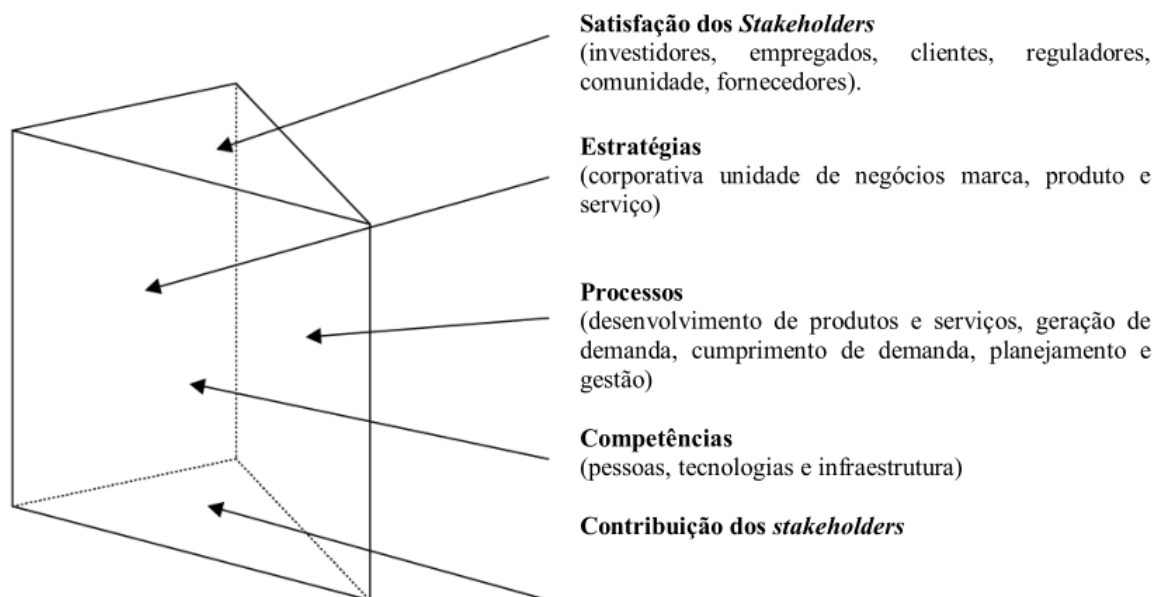 Satisfação dos Stakeholders
(investidores, empregados, clientes, reguladores,
comunidade, fornecedores).
Estratégias
(corporativa unidade de negócios marca, produto e
serviço)
Processos
(desenvolvimento de produtos e serviços, geração de
demanda, cumprimento de demanda, planejamento e
gestão)
Competências
(pessoas, tecnologias e infraestrutura)
Contribuição dos stakeholders